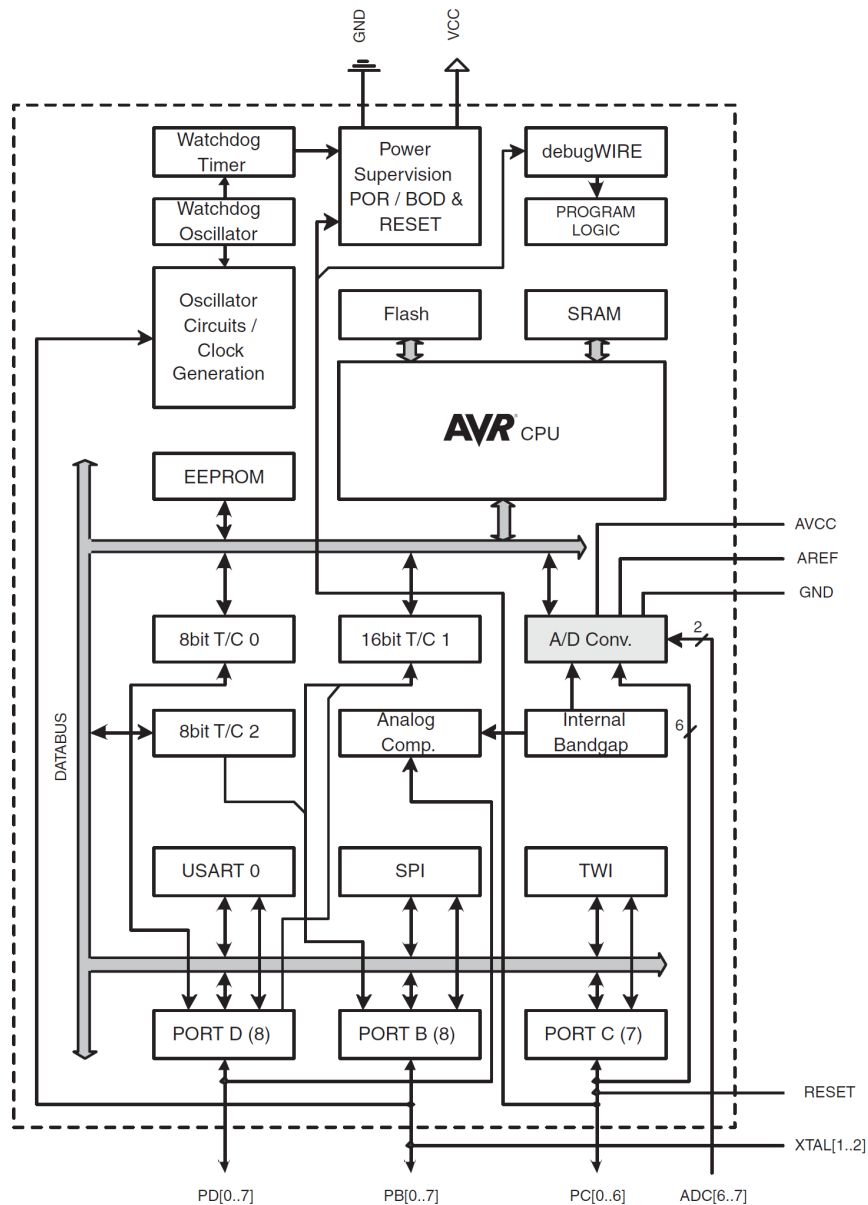 GND
VCC
Watchdog
Timer
Power
Supervision
POR / BOD &
RESET
debugWIRE
Watchdog
Oscillator
PROGRAM
LOGIC
Oscillator
Circuits /
Clock
Generation
Flash
SRAM
AVR® CPU
EEPROM
AVCC
AREF
GND
8bit T/C 0
16bit T/C 1
A/D Conv.
2
8bit T/C 2
Analog
Comp.
Internal
Bandgap
6
DATABUS
USART 0
SPI
TWI
PORT D (8)
PORT B (8)
PORT C (7)
RESET
XTAL[1..2]
PD[0..7]
PB[0..7]
PC[0..6]
ADC[6..7]